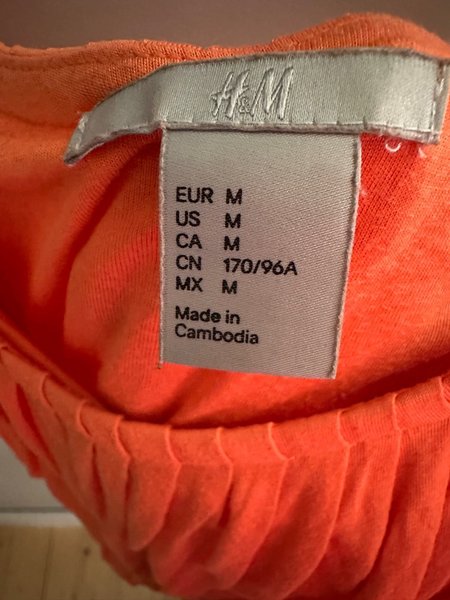 H&M
EUR M
US M
CA M
CN 170/96A
MX M
Made in
Cambodia